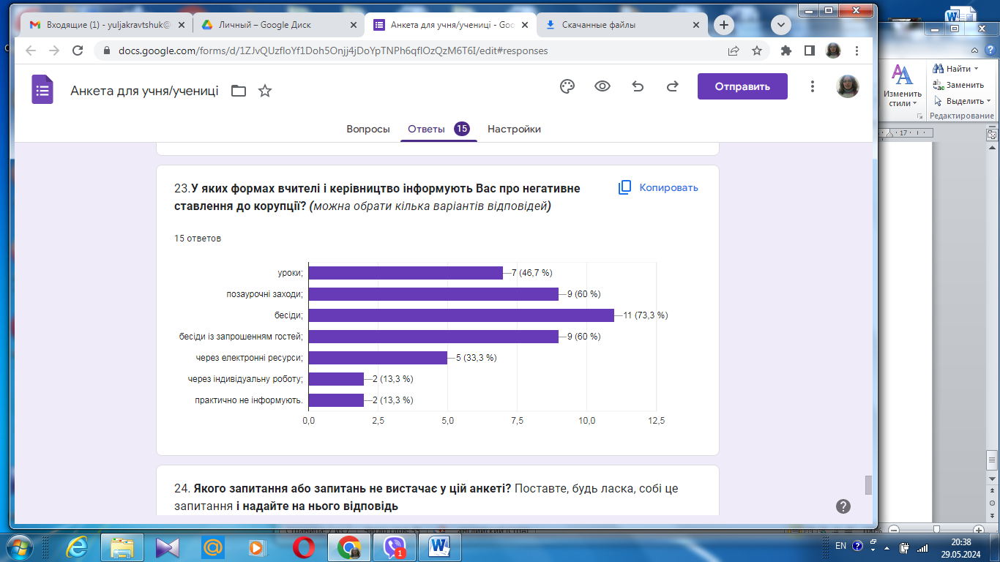 Входящие (1) - yuljakravtshuk@
Личный – Google Диск
Анкета для учня/учениці - Goo
Скачанные файлы
docs.google.com/forms/d/1ZJvQUzfloYf1Doh5Onjj4jDoYpTNPh6qflOzQzM6T6I/edit#responses
Анкета для учня/учениці
Отправить
Вопросы
Ответы 15
Настройки
Найти
Заменить
Выделить
Изменить
стили
Редактирование
17
23.У яких формах вчителі і керівництво інформують Вас про негативне
ставлення до корупції? (можна обрати кілька варіантів відповідей)
Копировать
15 ответов
уроки; 7 (46,7 %)
позаурочні заходи; 9 (60 %)
бесіди; 11 (73,3 %)
бесіди із запрошенням гостей; 9 (60 %)
через електронні ресурси; 5 (33,3 %)
через індивідуальну роботу; 2 (13,3 %)
практично не інформують. 2 (13,3 %)
0,0 2,5 5,0 7,5 10,0 12,5
24. Якого запитання або запитань не вистачає у цій анкеті? Поставте, будь ласка, собі це
запитання і надайте на нього відповідь
1
EN
20:38
29.05.2024